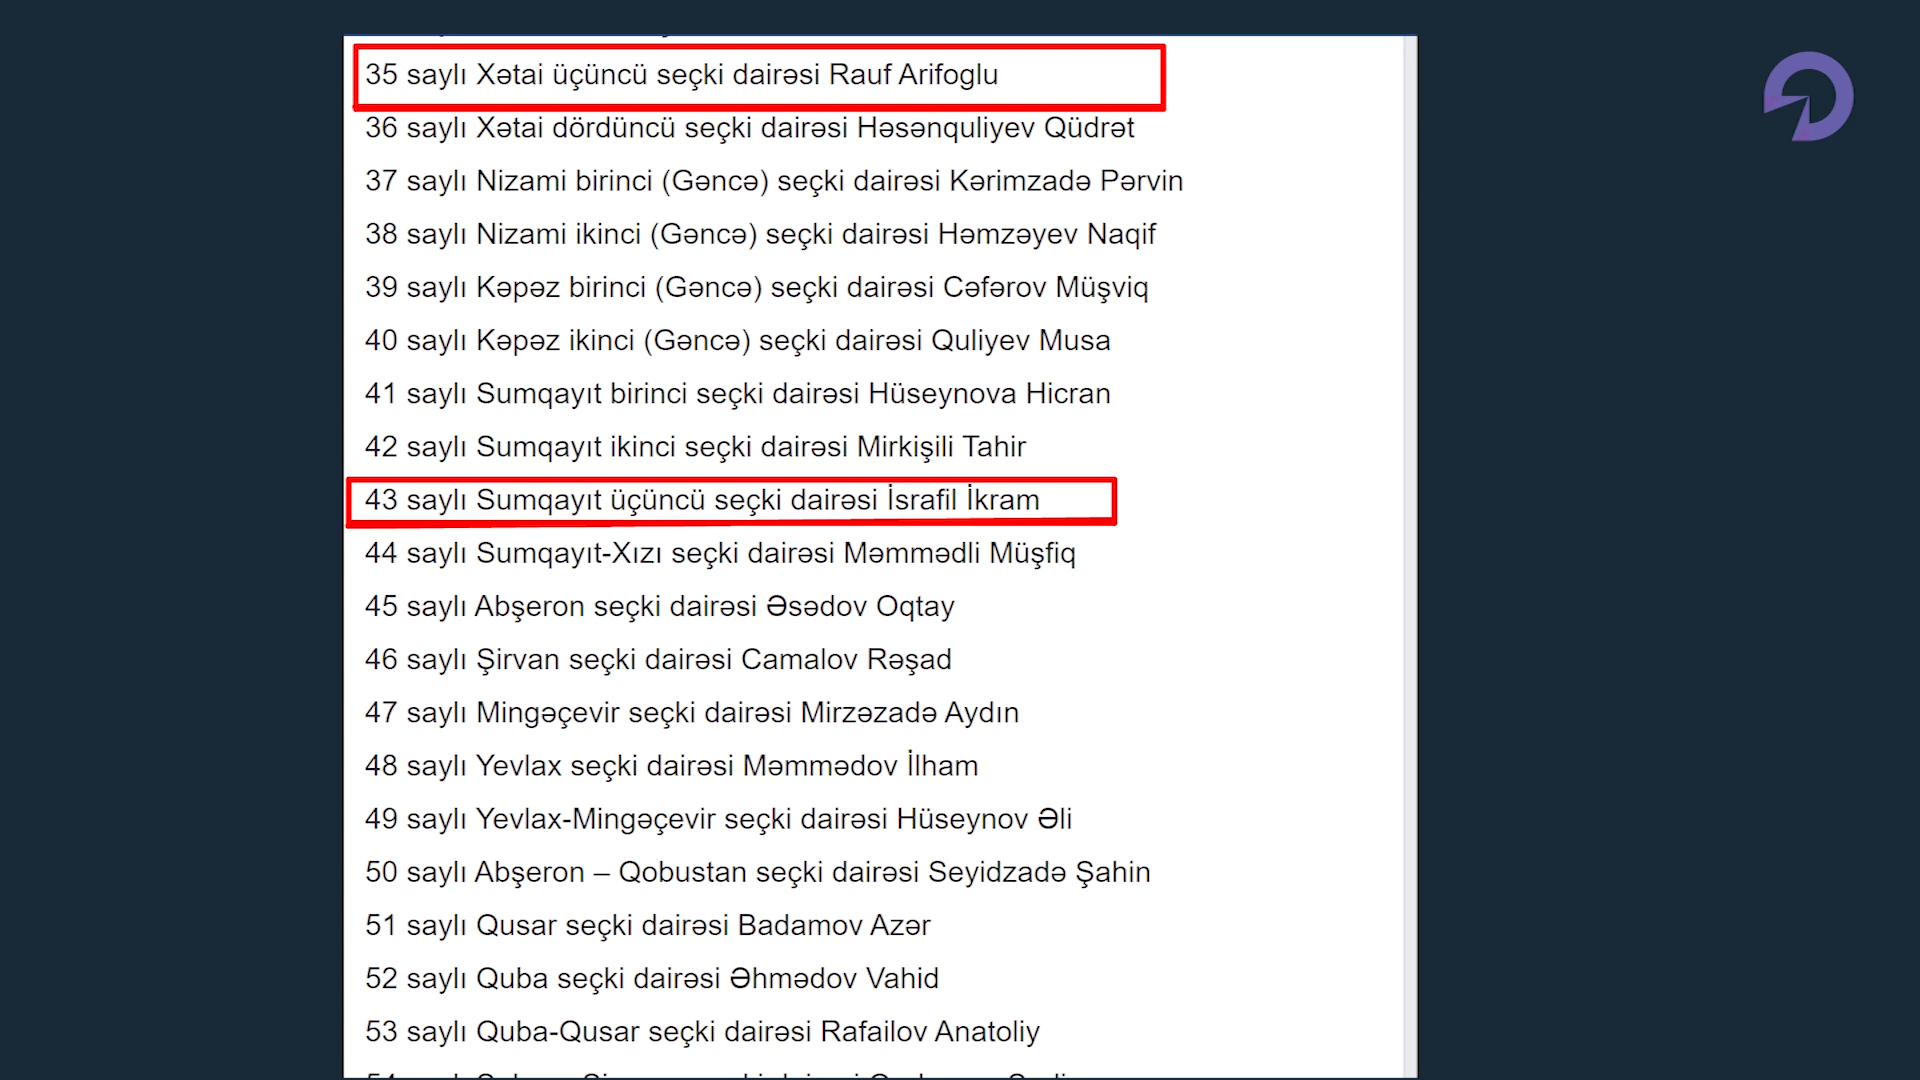 35 saylı Xətai üçüncü seçki dairəsi Rauf Arifoglu
36 saylı Xətai dördüncü seçki dairəsi Həsənquliyev Qüdrət
37 saylı Nizami birinci (Gəncə) seçki dairəsi Kərimzadə Pərvin
38 saylı Nizami ikinci (Gəncə) seçki dairəsi Həmzəyev Naqif
39 saylı Kəpəz birinci (Gəncə) seçki dairəsi Cəfərov Müşviq
40 saylı Kəpəz ikinci (Gəncə) seçki dairəsi Quliyev Musa
41 saylı Sumqayıt birinci seçki dairəsi Hüseynova Hicran
42 saylı Sumqayıt ikinci seçki dairəsi Mirkişili Tahir
43 saylı Sumqayıt üçüncü seçki dairəsi İsrafil İkram
44 saylı Sumqayıt-Xızı seçki dairəsi Məmmədli Müşfiq
45 saylı Abşeron seçki dairəsi Əsədov Oqtay
46 saylı Şirvan seçki dairəsi Camalov Rəşad
47 saylı Mingəçevir seçki dairəsi Mirzəzadə Aydın
48 saylı Yevlax seçki dairəsi Məmmədov İlham
49 saylı Yevlax-Mingəçevir seçki dairəsi Hüseynov Əli
50 saylı Abşeron – Qobustan seçki dairəsi Seyidzadə Şahin
51 saylı Qusar seçki dairəsi Badamov Azər
52 saylı Quba seçki dairəsi Əhmədov Vahid
53 saylı Quba-Qusar seçki dairəsi Rafailov Anatoliy